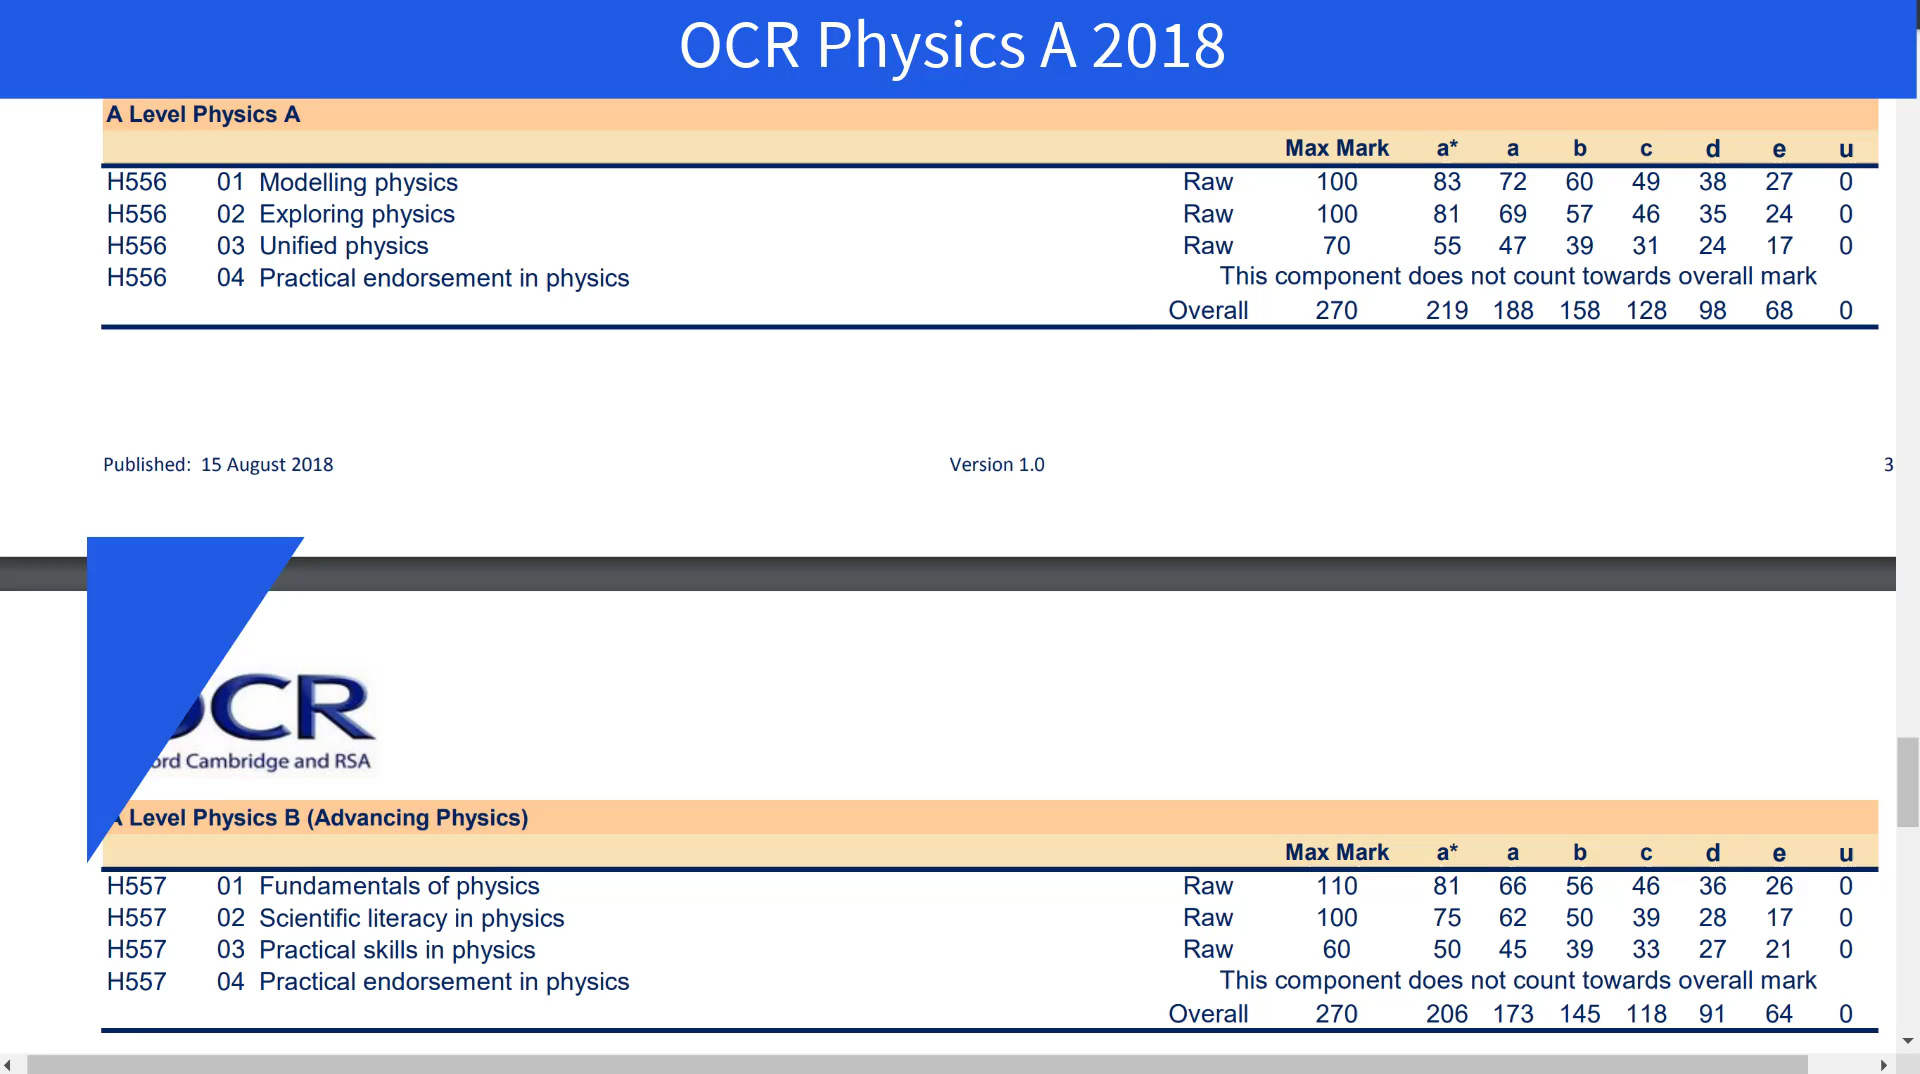 OCR Physics A 2018
A Level Physics A
Max Mark a* a b c d e u
H556 01 Modelling physics Raw 100 83 72 60 49 38 27 0
H556 02 Exploring physics Raw 100 81 69 57 46 35 24 0
H556 03 Unified physics Raw 70 55 47 39 31 24 17 0
H556 04 Practical endorsement in physics This component does not count towards overall mark
Overall 270 219 188 158 128 98 68 0
Published: 15 August 2018 Version 1.0 3
CR
Cambridge and RSA
A Level Physics B (Advancing Physics)
Max Mark a* a b c d e u
H557 01 Fundamentals of physics Raw 110 81 66 56 46 36 26 0
H557 02 Scientific literacy in physics Raw 100 75 62 50 39 28 17 0
H557 03 Practical skills in physics Raw 60 50 45 39 33 27 21 0
H557 04 Practical endorsement in physics This component does not count towards overall mark
Overall 270 206 173 145 118 91 64 0